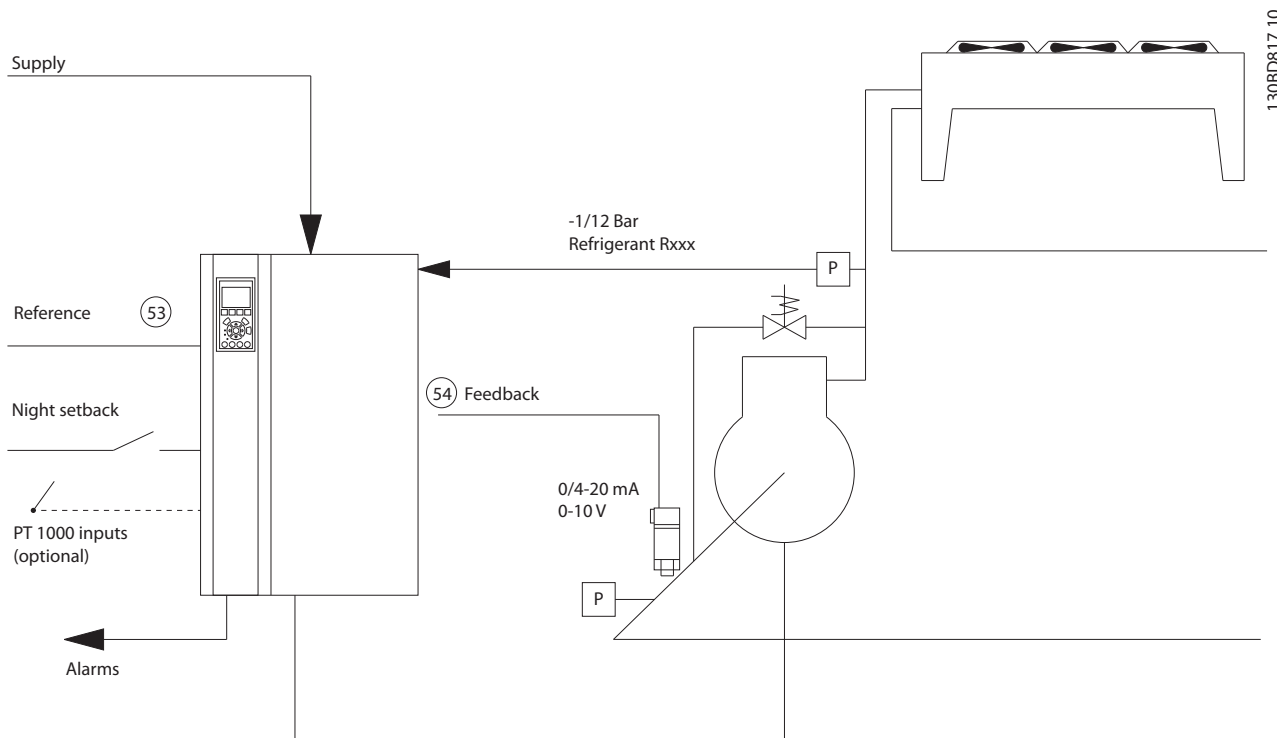 130BD817.10
Supply
-1/12 Bar
Refrigerant Rxxx
P
Reference
53
54 Feedback
Night setback
0/4-20 mA
0-10 V
PT 1000 inputs
(optional)
P
Alarms